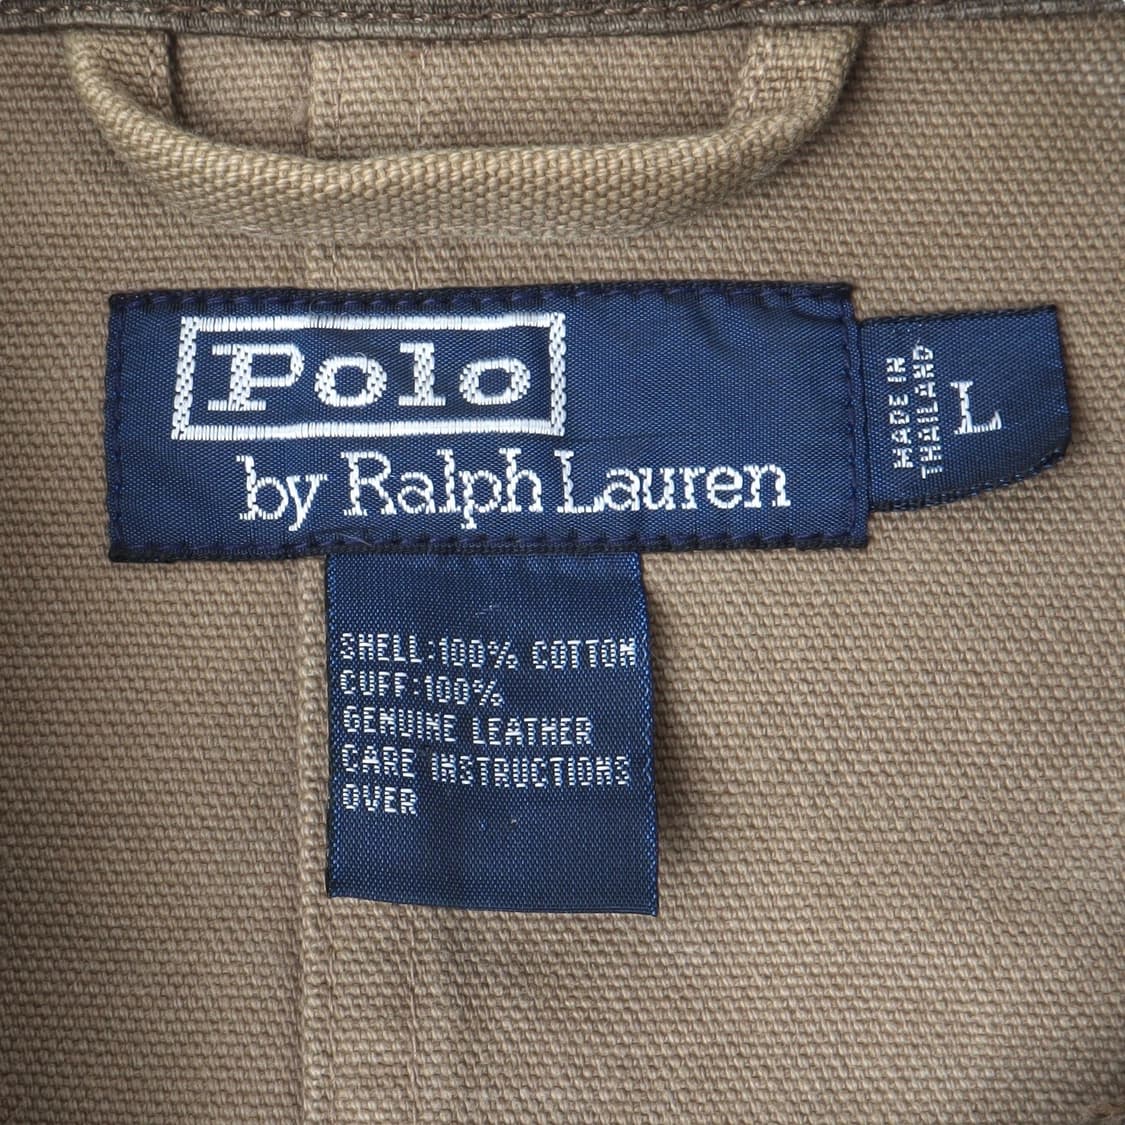 Polo
by Ralph Lauren
MADE IN
THAILAND
L
SHELL:100% COTTON
CUFF:100%
GENUINE LEATHER
CARE INSTRUCTIONS
OVER